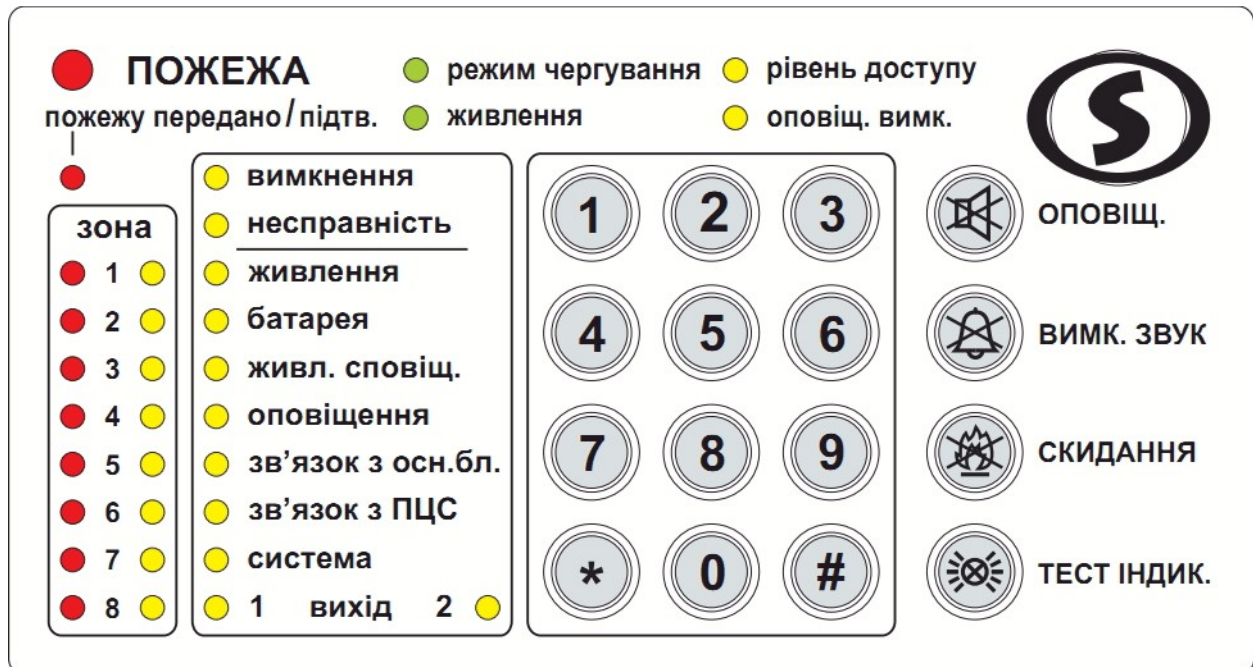 ПОЖЕЖА
режим чергування
рівень доступу
пожежу передано/підтв.
живлення
оповіщ. вимк.
S
зона
1
2
3
4
5
6
7
8
вимкнення
несправність
живлення
батарея
живл. сповіщ.
оповіщення
зв’язок з осн.бл.
зв’язок з ПЦС
система
1 вихід 2
1 2 3
4 5 6
7 8 9
* 0 #
ОПОВІЩ.
ВИМК. ЗВУК
СКИДАННЯ
ТЕСТ ІНДИК.